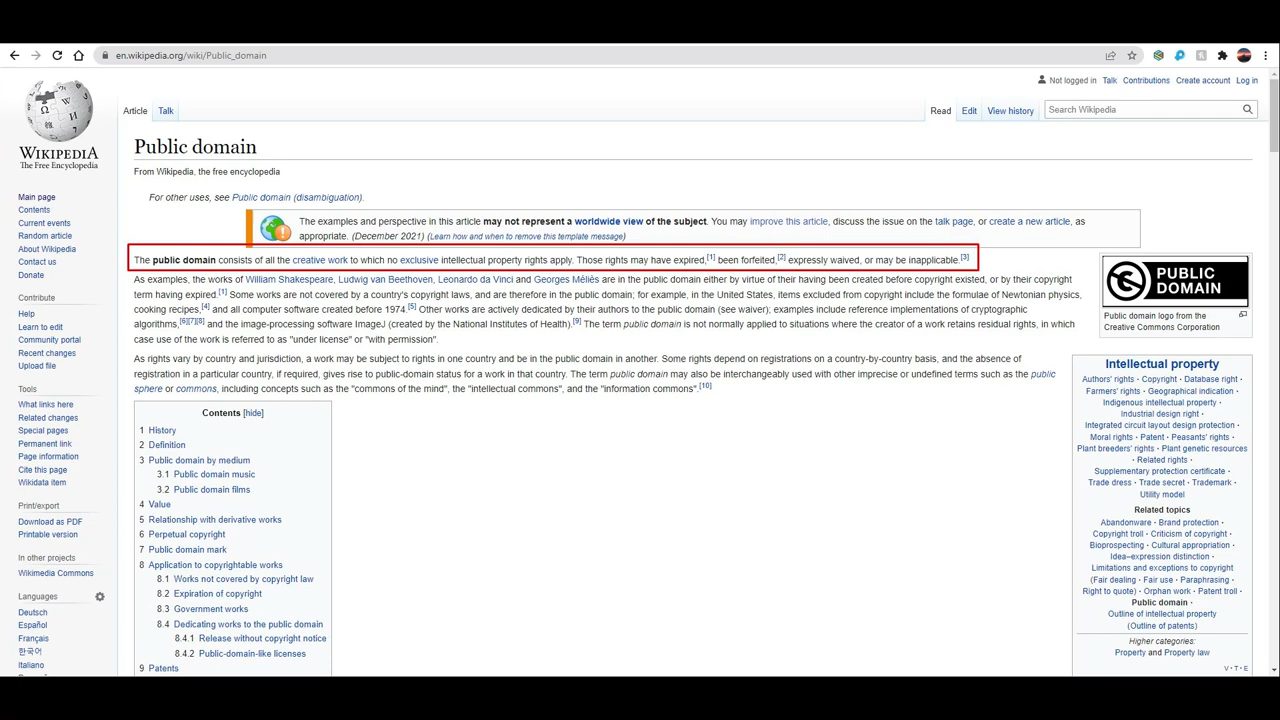 en.wikipedia.org/wiki/Public_domain
Not logged in Talk Contributions Create account Log in
WIKIPEDIA
The Free Encyclopedia
Article Talk
Read Edit View history Search Wikipedia
Main page
Contents
Current events
Random article
About Wikipedia
Contact us
Donate
Contribute
Help
Learn to edit
Community portal
Recent changes
Upload file
Tools
What links here
Related changes
Special pages
Permanent link
Page information
Cite this page
Wikidata item
Print/export
Download as PDF
Printable version
In other projects
Wikimedia Commons
Languages
Deutsch
Español
Français
한국어
Italiano
Public domain
From Wikipedia, the free encyclopedia
For other uses, see Public domain (disambiguation).
The examples and perspective in this article may not represent a worldwide view of the subject. You may improve this article, discuss the issue on the talk page, or create a new article, as
appropriate. (December 2021) (Learn how and when to remove this template message)
The public domain consists of all the creative work to which no exclusive intellectual property rights apply. Those rights may have expired,[1] been forfeited,[2] expressly waived, or may be inapplicable.[3]
As examples, the works of William Shakespeare, Ludwig van Beethoven, Leonardo da Vinci and Georges Méliès are in the public domain either by virtue of their having been created before copyright existed, or by their copyright
term having expired.[1] Some works are not covered by a country's copyright laws, and are therefore in the public domain; for example, in the United States, items excluded from copyright include the formulae of Newtonian physics,
cooking recipes,[4] and all computer software created before 1974.[5] Other works are actively dedicated by their authors to the public domain (see waiver); examples include reference implementations of cryptographic
algorithms,[6][7][8] and the image-processing software ImageJ (created by the National Institutes of Health).[9] The term public domain is not normally applied to situations where the creator of a work retains residual rights, in which
case use of the work is referred to as "under license" or "with permission".
As rights vary by country and jurisdiction, a work may be subject to rights in one country and be in the public domain in another. Some rights depend on registrations on a country-by-country basis, and the absence of
registration in a particular country, if required, gives rise to public-domain status for a work in that country. The term public domain may also be interchangeably used with other imprecise or undefined terms such as the public
sphere or commons, including concepts such as the "commons of the mind", the "intellectual commons", and the "information commons".[10]
Contents [hide]
1 History
2 Definition
3 Public domain by medium
3.1 Public domain music
3.2 Public domain films
4 Value
5 Relationship with derivative works
6 Perpetual copyright
7 Public domain mark
8 Application to copyrightable works
8.1 Works not covered by copyright law
8.2 Expiration of copyright
8.3 Government works
8.4 Dedicating works to the public domain
8.4.1 Release without copyright notice
8.4.2 Public-domain-like licenses
9 Patents
PUBLIC
DOMAIN
Public domain logo from the
Creative Commons Corporation
Intellectual property
Authors' rights · Copyright · Database right ·
Farmers' rights · Geographical indication ·
Indigenous intellectual property ·
Industrial design right ·
Integrated circuit layout design protection ·
Moral rights · Patent · Peasants' rights ·
Plant breeders' rights · Plant genetic resources
· Related rights ·
Supplementary protection certificate ·
Trade dress · Trade secret · Trademark ·
Utility model
Related topics
Abandonware · Brand protection ·
Copyright troll · Criticism of copyright ·
Bioprospecting · Cultural appropriation ·
Idea–expression distinction ·
Limitations and exceptions to copyright
(Fair dealing · Fair use · Paraphrasing ·
Right to quote) · Orphan work · Patent troll ·
Public domain ·
Outline of intellectual property
(Outline of patents)
Higher categories:
Property and Property law
V · T · E